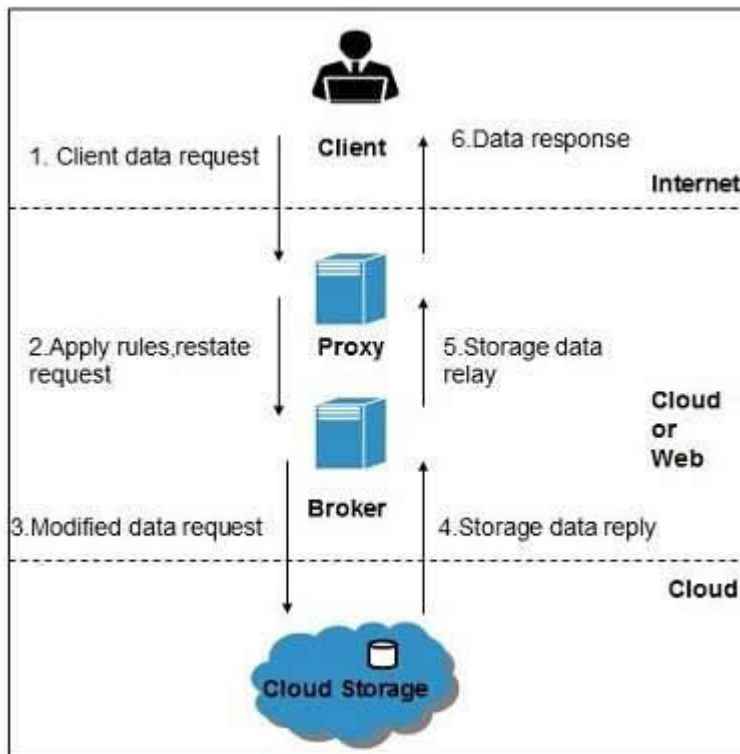 1. Client data request
Client
6.Data response
Internet
2.Apply rules,restate
request
Proxy
5.Storage data
relay
Cloud
or
Web
Broker
3.Modified data request
4.Storage data reply
Cloud
Cloud Storage